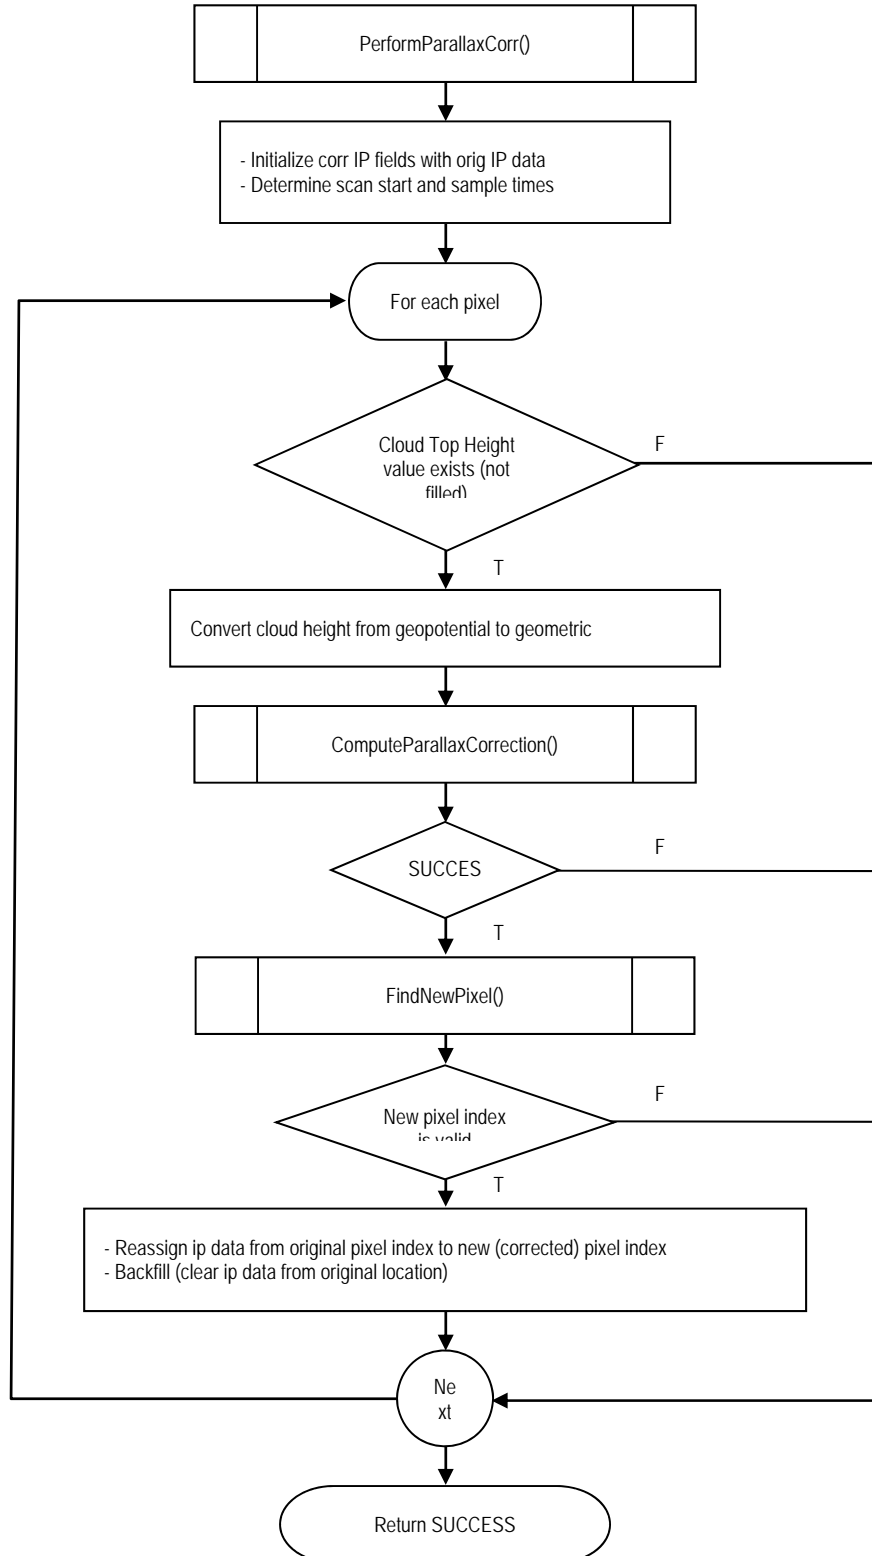 PerformParallaxCorr()
- Initialize corr IP fields with orig IP data
- Determine scan start and sample times
For each pixel
Cloud Top Height
value exists (not
filled)
F
T
Convert cloud height from geopotential to geometric
ComputeParallaxCorrection()
SUCCES
F
T
FindNewPixel()
New pixel index
is valid
F
T
- Reassign ip data from original pixel index to new (corrected) pixel index
- Backfill (clear ip data from original location)
Ne
xt
Return SUCCESS